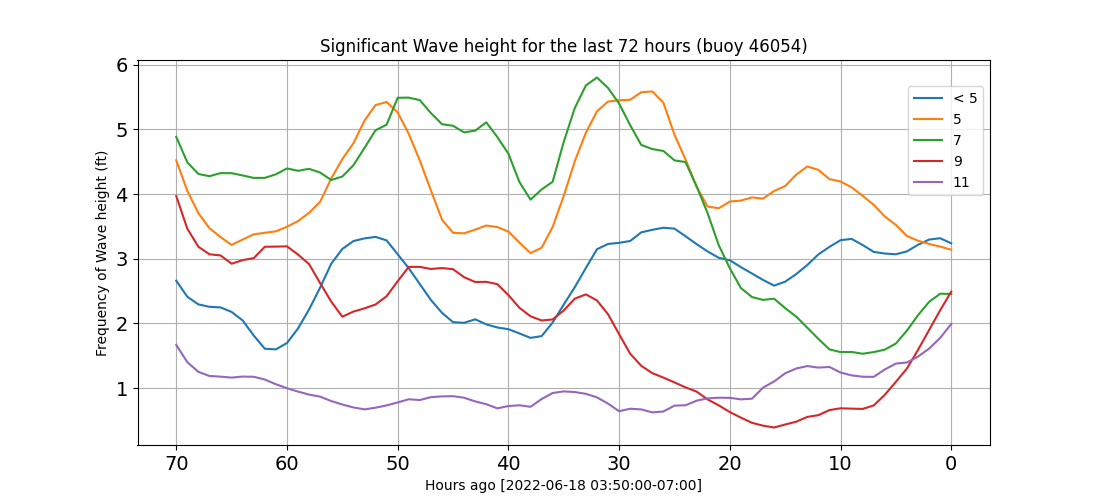 Significant Wave height for the last 72 hours (buoy 46054)
Frequency of Wave height (ft)
6
5
4
3
2
1
< 5
5
7
9
11
70 60 50 40 30 20 10 0
Hours ago [2022-06-18 03:50:00-07:00]